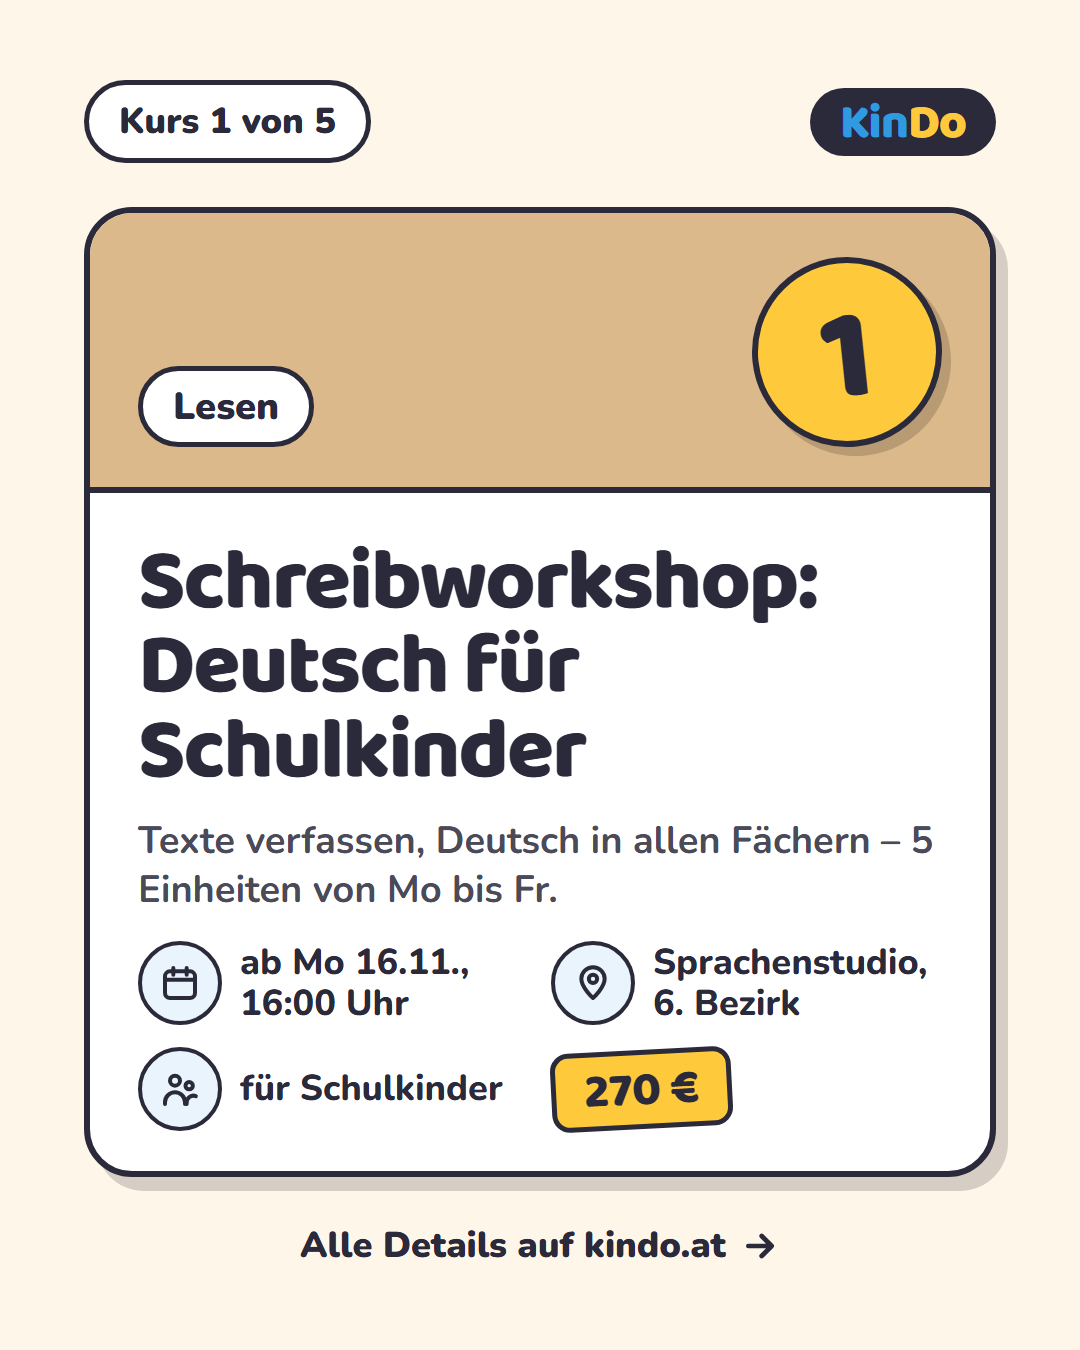 Kurs 1 von 5
KinDo
1
Lesen
Schreibworkshop:
Deutsch für
Schulkinder
Texte verfassen, Deutsch in allen Fächern – 5
Einheiten von Mo bis Fr.
ab Mo 16.11.,
16:00 Uhr
Sprachenstudio,
6. Bezirk
für Schulkinder
270 €
Alle Details auf kindo.at →